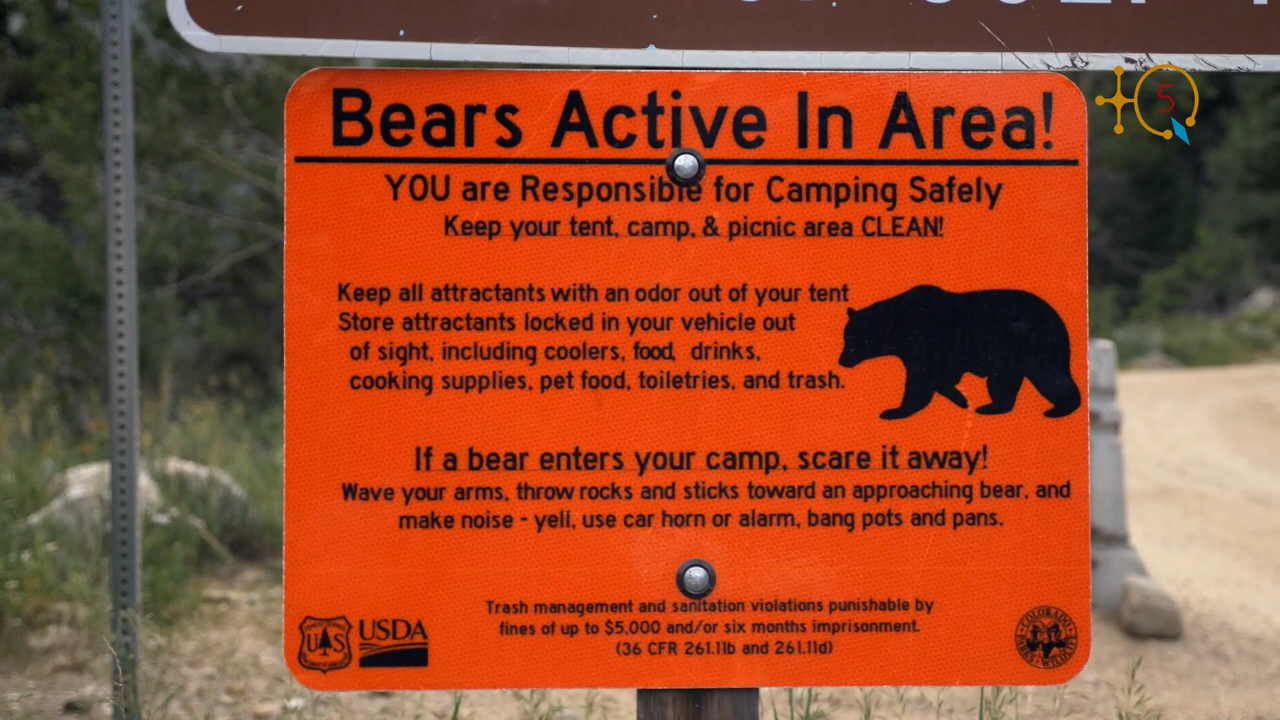 Bears Active In Area!
5
YOU are Responsible for Camping Safely
Keep your tent, camp, & picnic area CLEAN!
Keep all attractants with an odor out of your tent
Store attractants locked in your vehicle out
of sight, including coolers, food, drinks,
cooking supplies, pet food, toiletries, and trash.
If a bear enters your camp, scare it away!
Wave your arms, throw rocks and sticks toward an approaching bear, and
make noise - yell, use car horn or alarm, bang pots and pans.
Trash management and sanitation violations punishable by
fines of up to $5,000 and/or six months imprisonment.
(36 CFR 261.11b and 261.11d)
US
USDA
COLORADO
PARKS & WILDLIFE